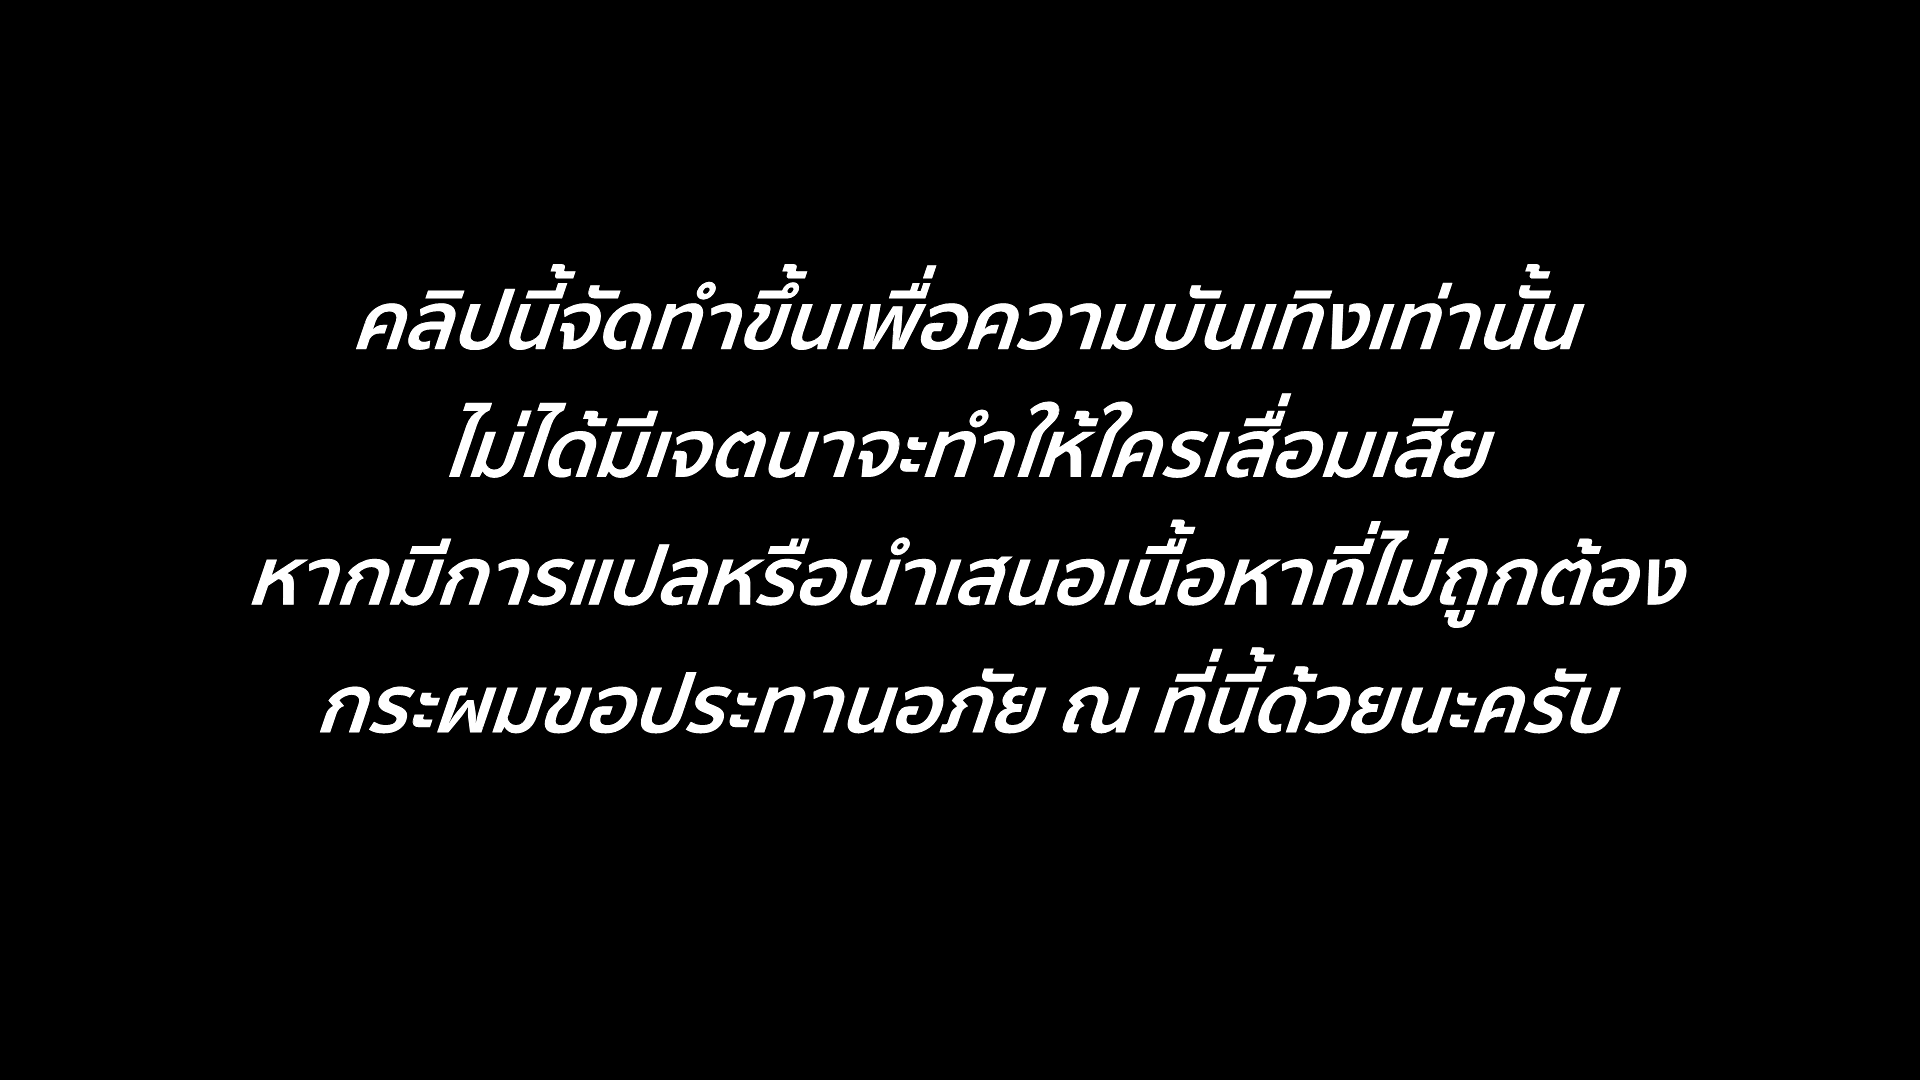 คลิปนี้จัดทำขึ้นเพื่อความบันเทิงเท่านั้น
ไม่ได้มีเจตนาจะทำให้ใครเสื่อมเสีย
หากมีการแปลหรือนำเสนอเนื้อหาที่ไม่ถูกต้อง
กระผมขอประทานอภัย ณ ที่นี้ด้วยนะครับ